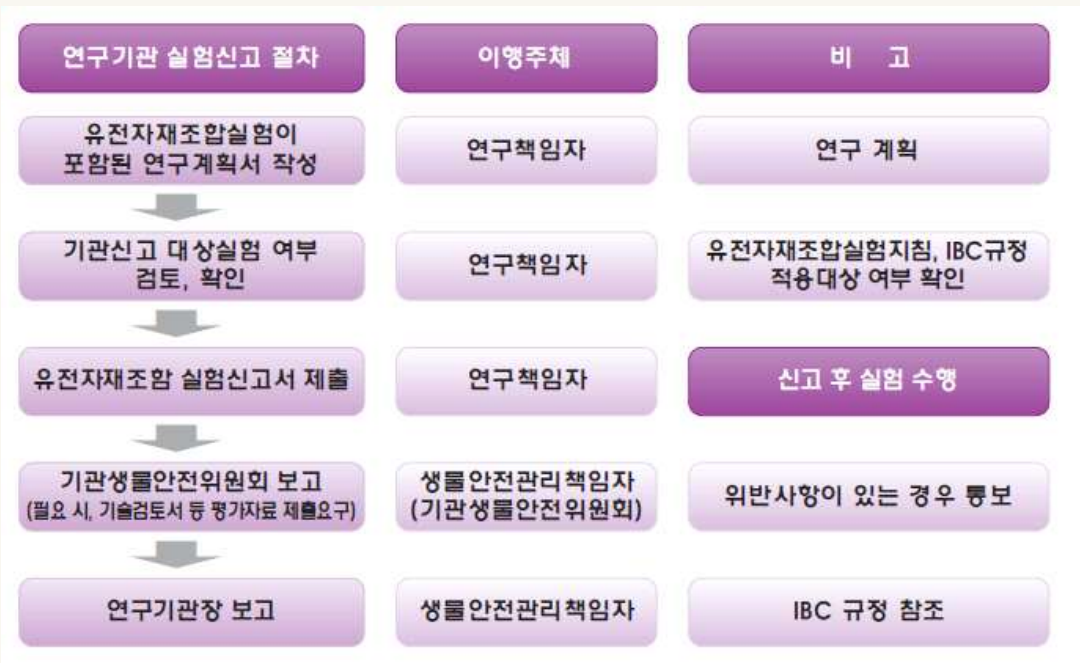 연구기관 실험신고 절차
이행주체
비 고
유전자재조합실험이
포함된 연구계획서 작성
연구책임자
연구 계획
기관신고 대상실험 여부
검토, 확인
연구책임자
유전자재조합실험지침, IBC규정
적용대상 여부 확인
유전자재조합 실험신고서 제출
연구책임자
신고 후 실험 수행
기관생물안전위원회 보고
(필요 시, 기술검토서 등 평가자료 제출요구)
생물안전관리책임자
(기관생물안전위원회)
위반사항이 있는 경우 통보
연구기관장 보고
생물안전관리책임자
IBC 규정 참조